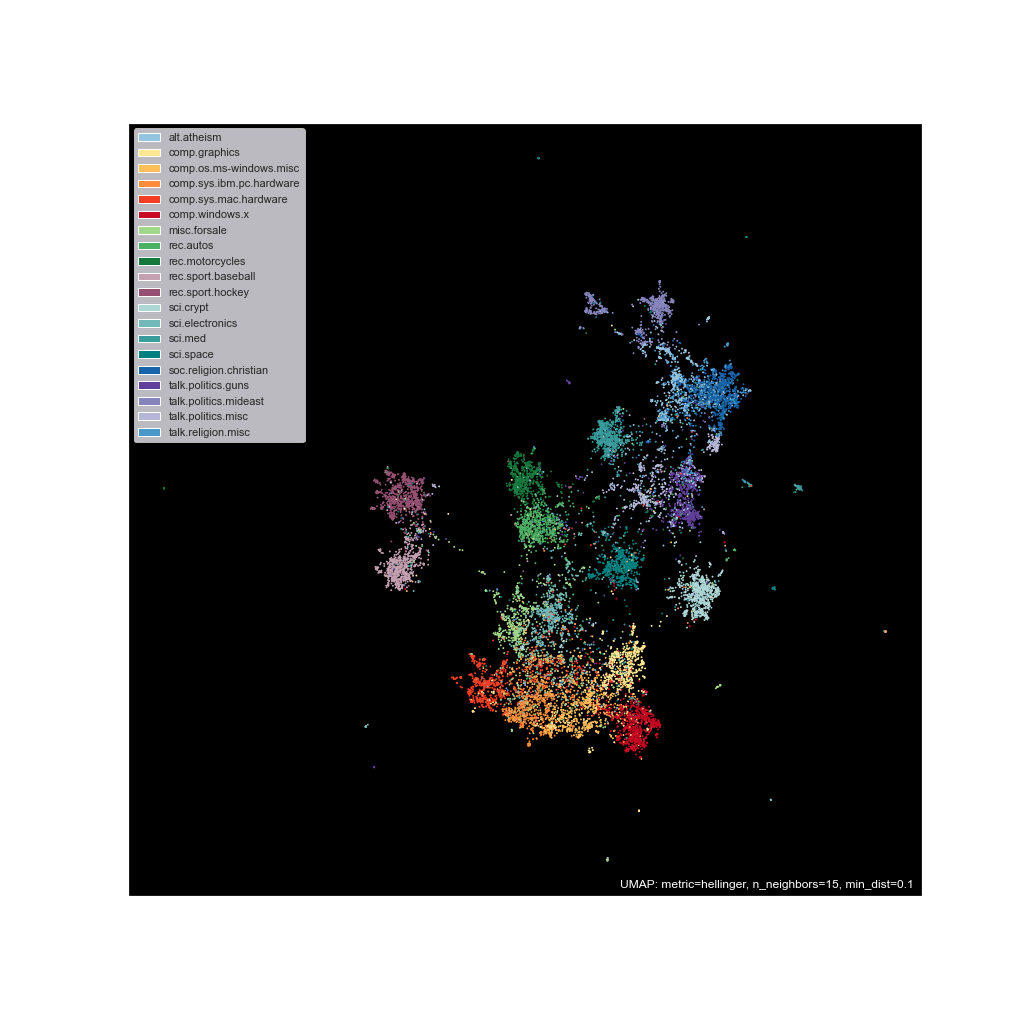 alt.atheism
comp.graphics
comp.os.ms-windows.misc
comp.sys.ibm.pc.hardware
comp.sys.mac.hardware
comp.windows.x
misc.forsale
rec.autos
rec.motorcycles
rec.sport.baseball
rec.sport.hockey
sci.crypt
sci.electronics
sci.med
sci.space
soc.religion.christian
talk.politics.guns
talk.politics.mideast
talk.politics.misc
talk.religion.misc
UMAP: metric=hellinger, n_neighbors=15, min_dist=0.1